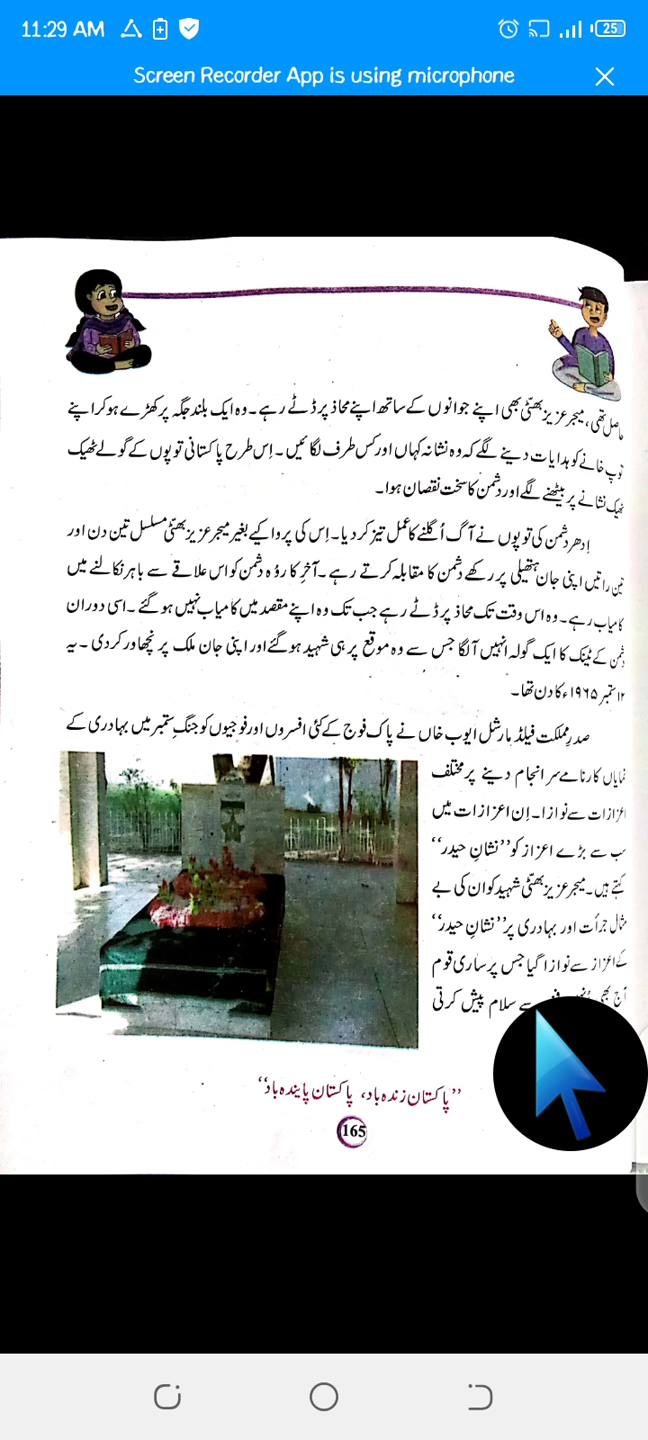 11:29 AM
25
Screen Recorder App is using microphone
تھی، میجر عزیز بھٹی بھی اپنے جوانوں کے ساتھ اپنے محاذ پر ڈٹے رہے۔ وہ ایک بلند جگہ پر کھڑے ہو کر اپنے
توپ خانے کو ہدایات دینے لگے کہ وہ نشانہ کہاں اور کس طرف لگائیں۔ اِس طرح پاکستانی توپوں کے گولے ٹھیک
ٹھیک نشانے پر بیٹھنے لگے اور دشمن کا سخت نقصان ہوا۔
اِدھر دشمن کی توپوں نے آگ اُگلنے کا عمل تیز کر دیا۔ اِس کی پروا کیے بغیر میجر عزیز بھٹی مسلسل تین دن اور
تین راتیں اپنی جان ہتھیلی پر رکھے دشمن کا مقابلہ کرتے رہے۔ آخرِ کار وہ دشمن کو اس علاقے سے باہر نکالنے میں
کامیاب رہے۔ وہ اس وقت تک محاذ پر ڈٹے رہے جب تک وہ اپنے مقصد میں کامیاب نہیں ہو گئے۔ اسی دوران
دشمن کے ٹینک کا ایک گولہ انہیں آ لگا جس سے وہ موقع پر ہی شہید ہو گئے اور اپنی جان ملک پر نچھاور کر دی۔ یہ
۱۲ ستمبر ۱۹۶۵ء کا دن تھا۔
صدرِ مملکت فیلڈ مارشل ایوب خاں نے پاک فوج کے کئی افسروں اور فوجیوں کو جنگِ ستمبر میں بہادری کے
نمایاں کارنامے سر انجام دینے پر مختلف
اعزازات سے نوازا۔ اِن اعزازات میں
سب سے بڑے اعزاز کو ’’نشانِ حیدر‘‘
کہتے ہیں۔ میجر عزیز بھٹی شہید کو ان کی بے
مثال جرأت اور بہادری پر ’’نشانِ حیدر‘‘
کے اعزاز سے نوازا گیا جس پر ساری قوم
آج بھی سے سلام پیش کرتی
’’پاکستان زندہ باد، پاکستان پایندہ باد‘‘
165